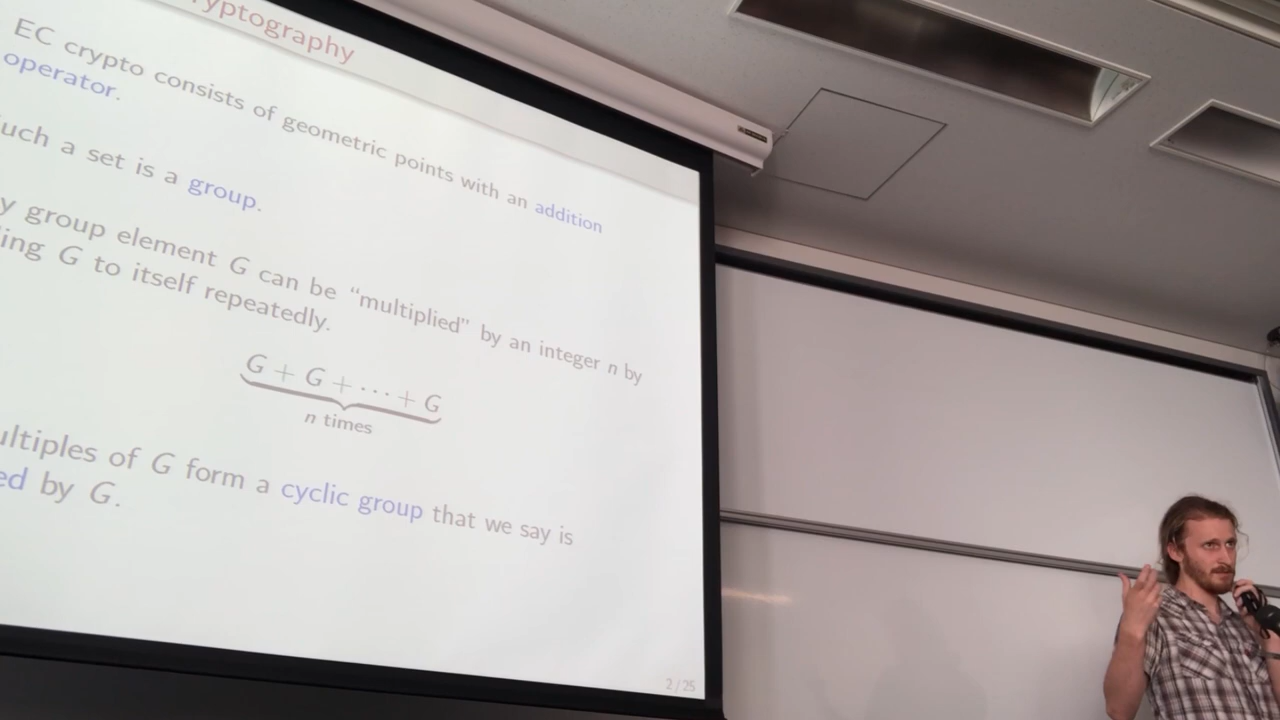 ryptography
EC crypto consists of geometric points with an addition
operator.
uch a set is a group.
y group element G can be “multiplied” by an integer n by
ing G to itself repeatedly.
G + G + ··· + G
n times
ultiples of G form a cyclic group that we say is
ed by G.
2 / 25